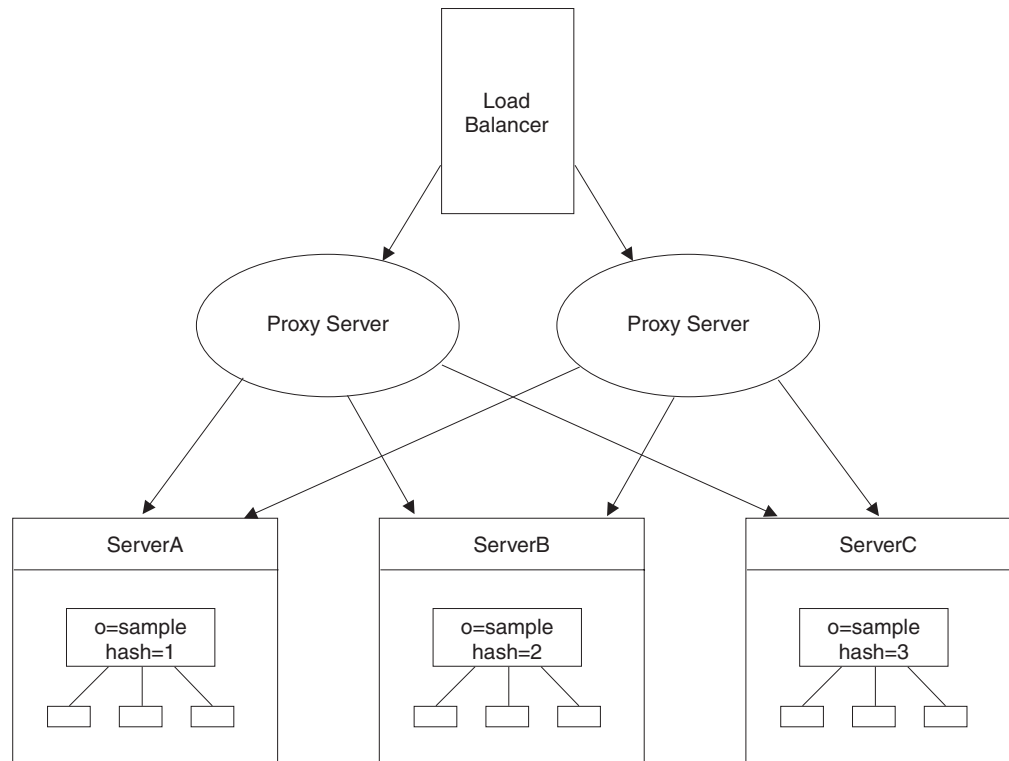 Load
Balancer
Proxy Server
Proxy Server
ServerA
ServerB
ServerC
o=sample
hash=1
o=sample
hash=2
o=sample
hash=3